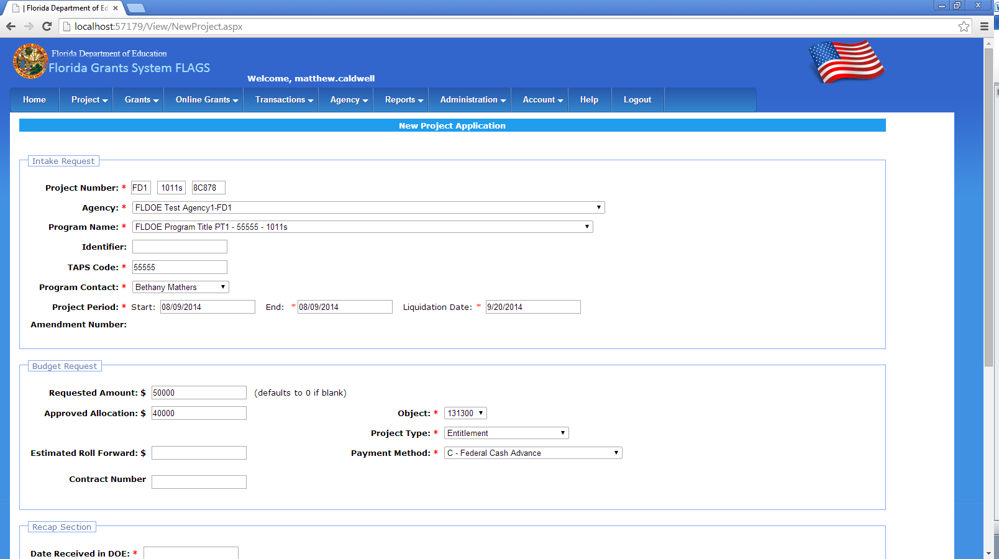 | Florida Department of Ed
localhost:57179/View/NewProject.aspx
Florida Department of Education
Florida Grants System FLAGS
Welcome, matthew.caldwell
Home Project Grants Online Grants Transactions Agency Reports Administration Account Help Logout
New Project Application
Intake Request
Project Number: * FD1 1011s 8C878
Agency: * FLDOE Test Agency1-FD1
Program Name: * FLDOE Program Title PT1 - 55555 - 1011s
Identifier:
TAPS Code: * 55555
Program Contact: * Bethany Mathers
Project Period: * Start: 08/09/2014 End: * 08/09/2014 Liquidation Date: * 9/20/2014
Amendment Number:
Budget Request
Requested Amount: $ 50000 (defaults to 0 if blank)
Approved Allocation: $ 40000 Object: * 131300
Project Type: * Entitlement
Estimated Roll Forward: $ Payment Method: * C - Federal Cash Advance
Contract Number
Recap Section
Date Received in DOE: *